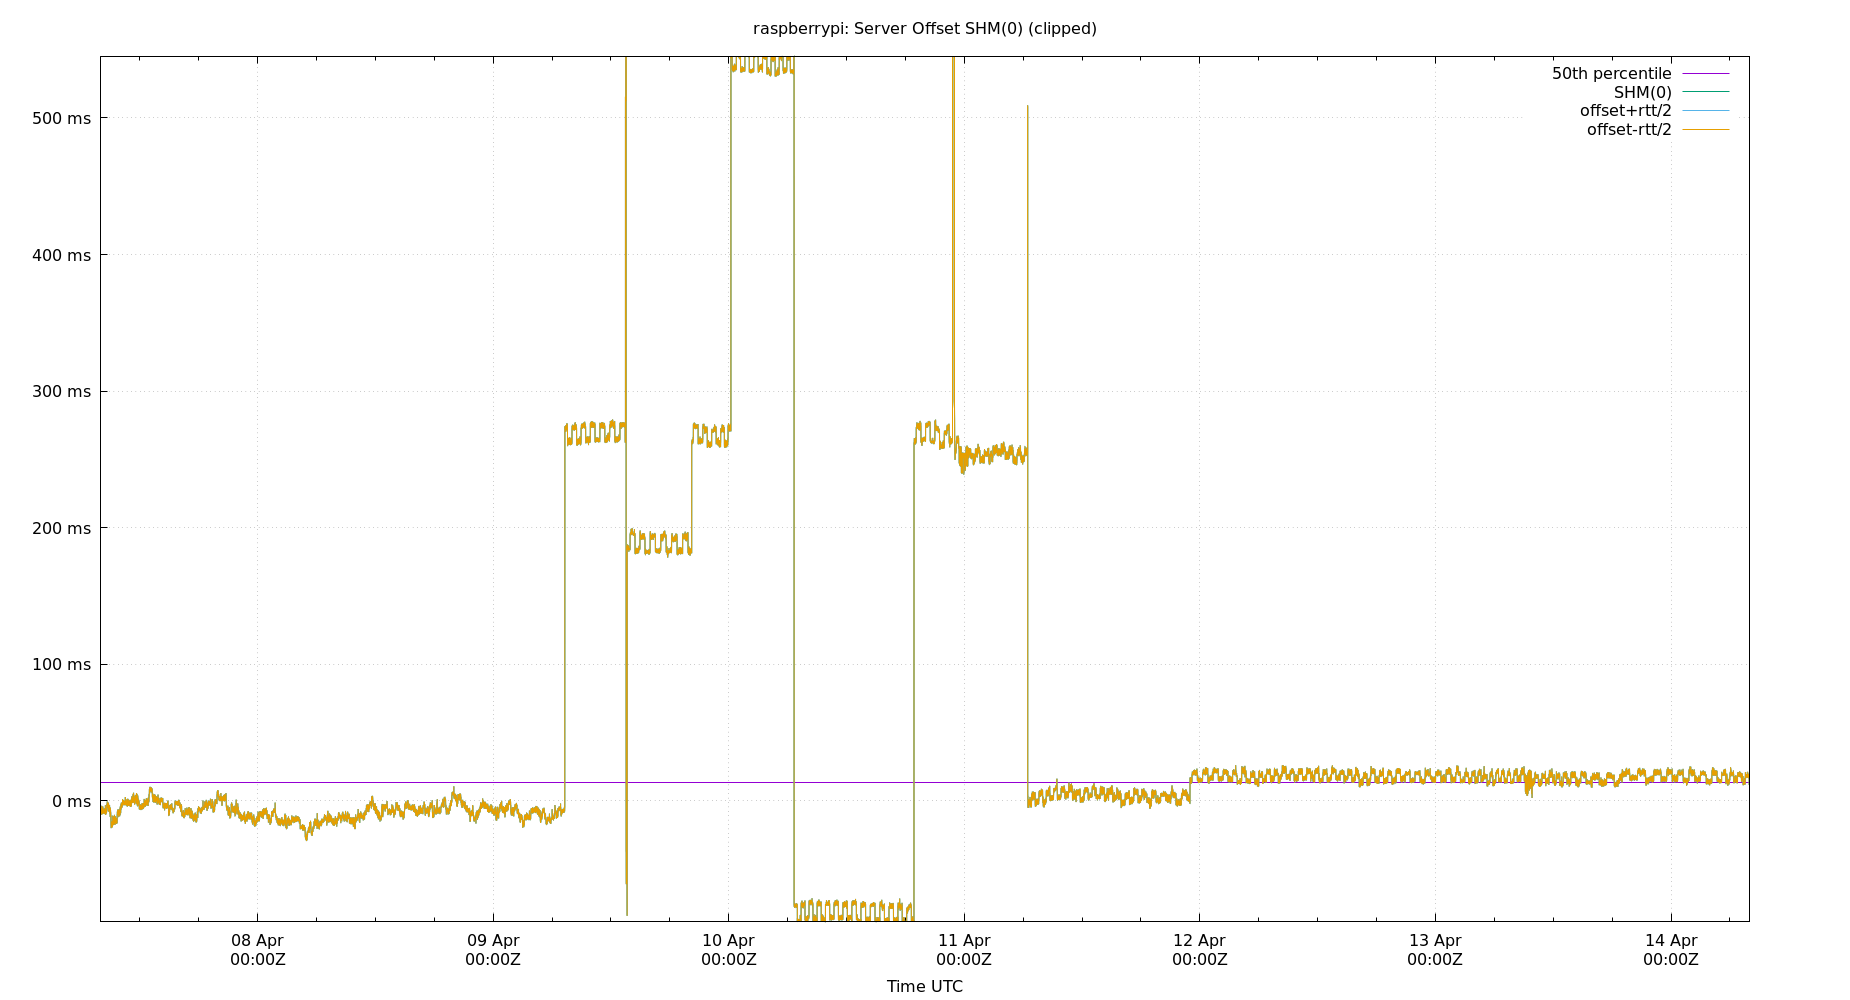 raspberrypi: Server Offset SHM(0) (clipped)
50th percentile
SHM(0)
offset+rtt/2
offset-rtt/2
500 ms
400 ms
300 ms
200 ms
100 ms
0 ms
08 Apr 09 Apr 10 Apr 11 Apr 12 Apr 13 Apr 14 Apr
00:00Z 00:00Z 00:00Z 00:00Z 00:00Z 00:00Z 00:00Z
Time UTC